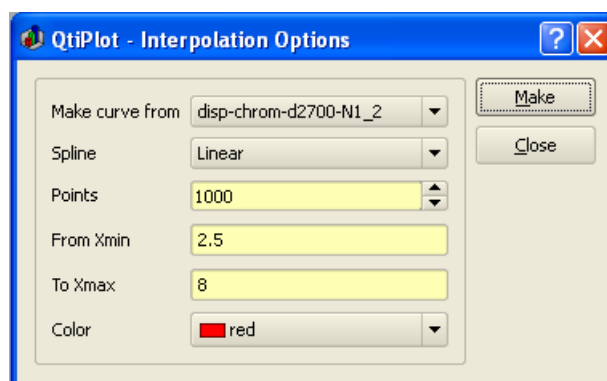 QtiPlot - Interpolation Options
Make curve from disp-chrom-d2700-N1_2
Spline Linear
Points 1000
From Xmin 2.5
To Xmax 8
Color red
Make
Close